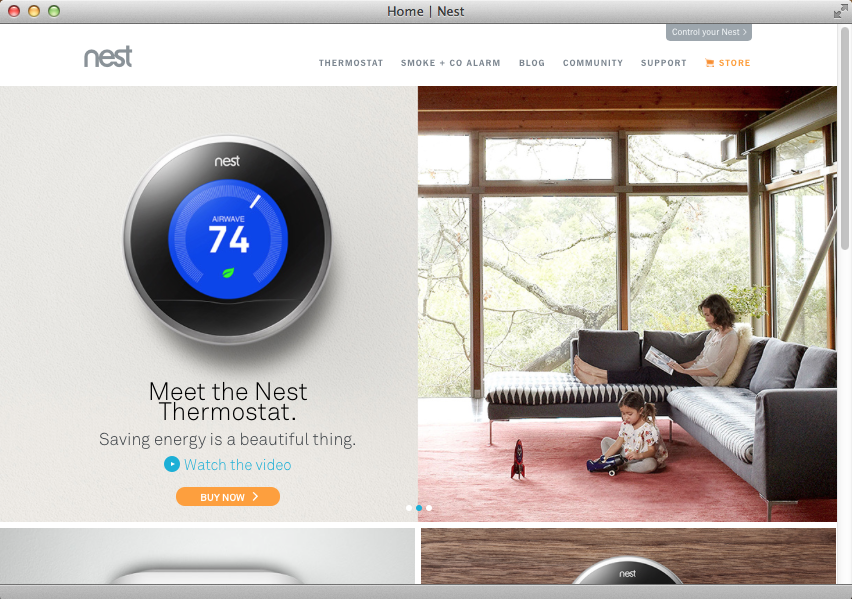 Home | Nest
Control your Nest >
nest
THERMOSTAT SMOKE + CO ALARM BLOG COMMUNITY SUPPORT STORE
nest
AIRWAVE
74
Meet the Nest
Thermostat.
Saving energy is a beautiful thing.
Watch the video
BUY NOW >
nest